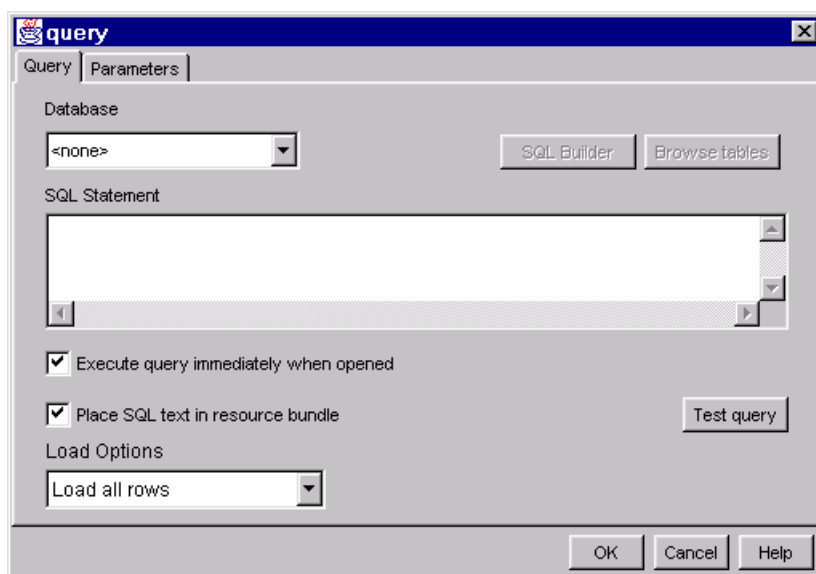 query
Query Parameters
Database
<none> SQL Builder Browse tables
SQL Statement
Execute query immediately when opened
Place SQL text in resource bundle Test query
Load Options
Load all rows
OK Cancel Help